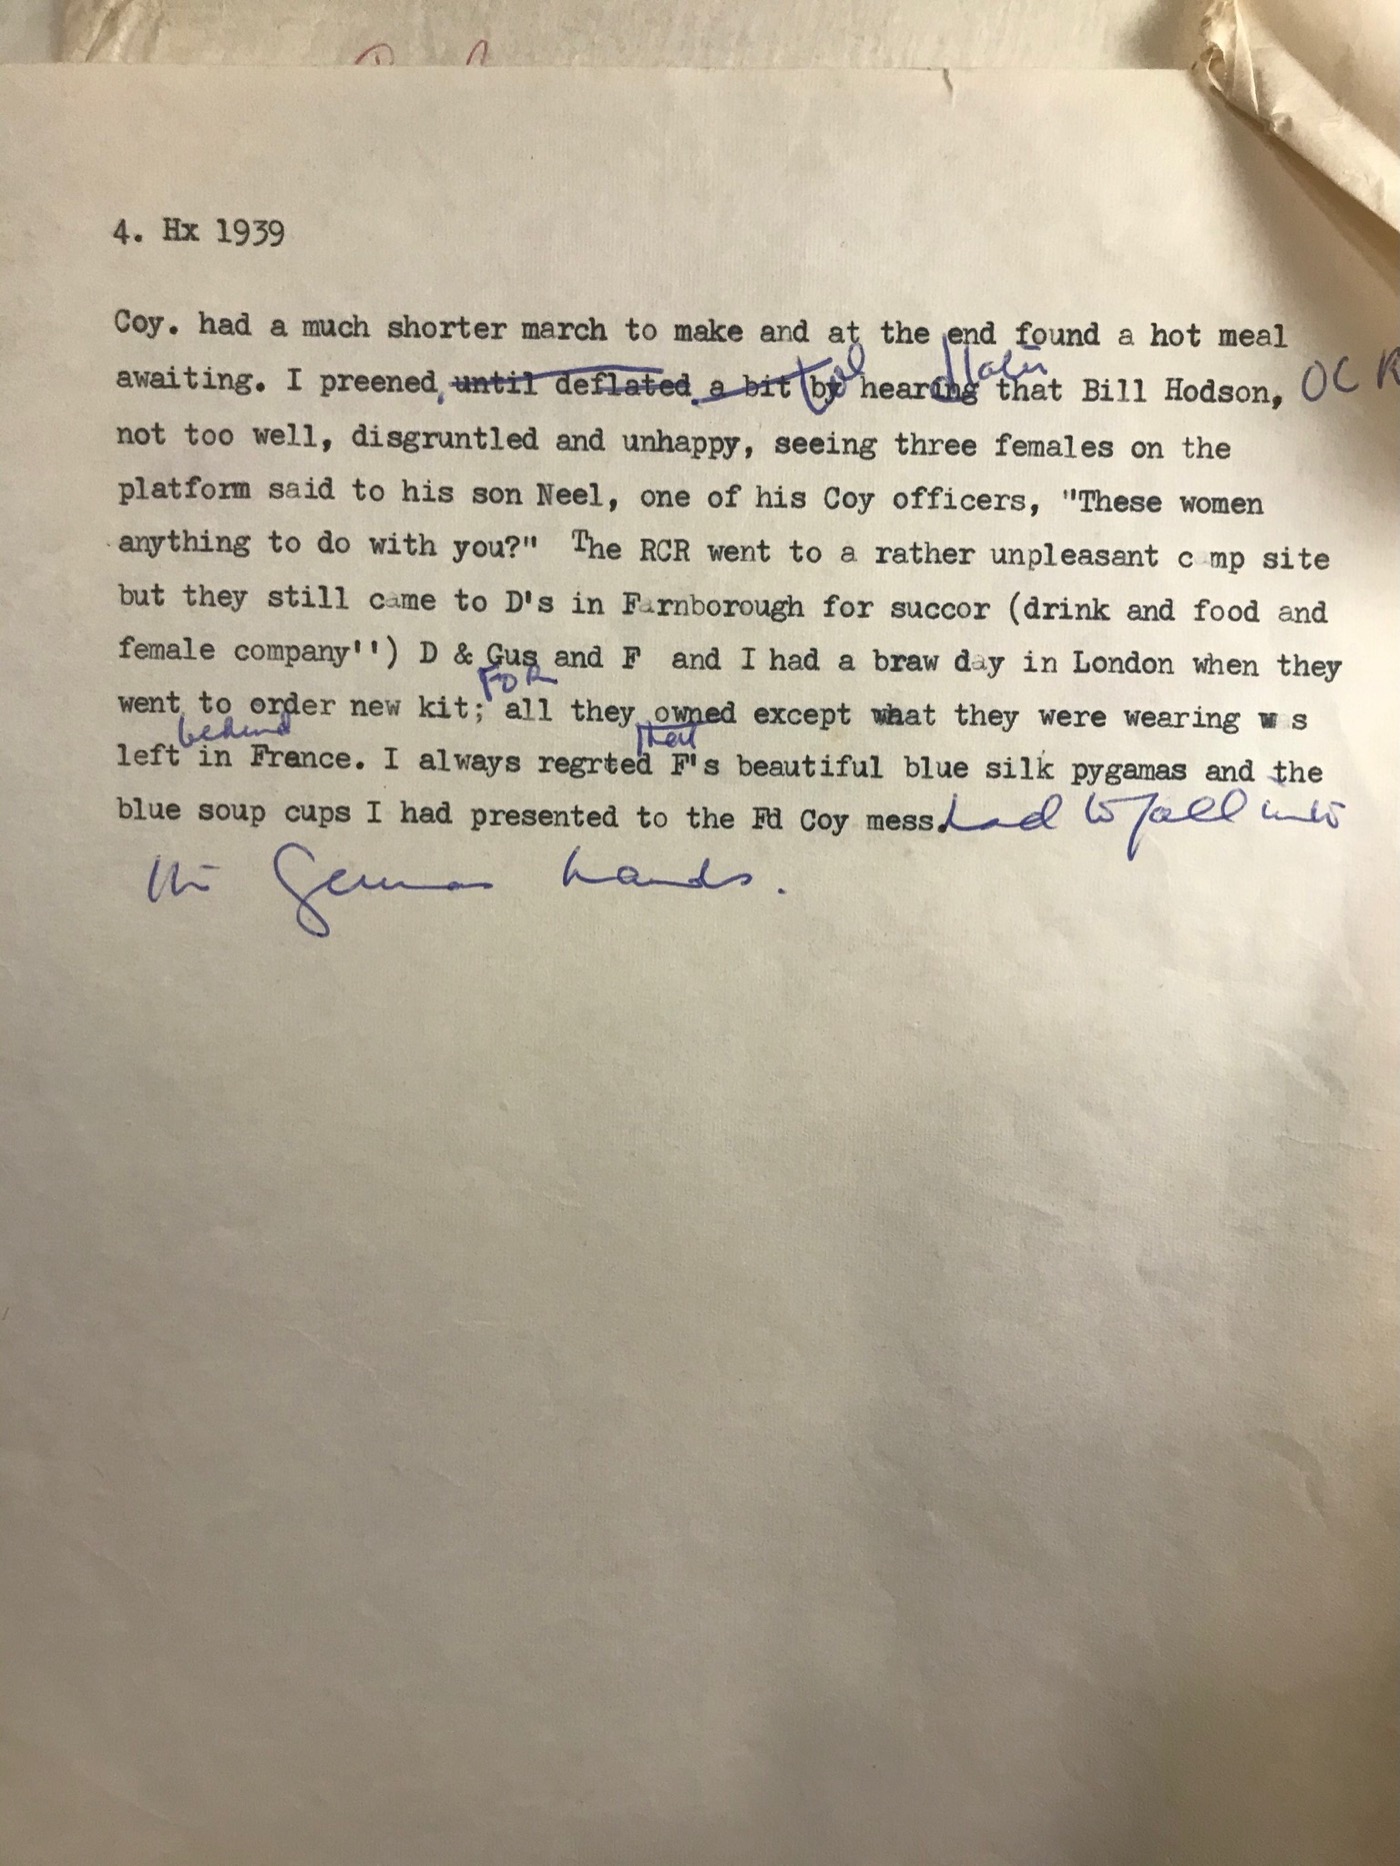 4. Hx 1939
Coy. had a much shorter march to make and at the end found a hot meal
later
awaiting. I preened, until deflated a bit by hearing that Bill Hodson, OC R
not too well, disgruntled and unhappy, seeing three females on the
platform said to his son Neel, one of his Coy officers, "These women
anything to do with you?" The RCR went to a rather unpleasant c mp site
but they still came to D's in Farnborough for succor (drink and food and
female company'') D & Gus and F and I had a braw day in London when they
FOR
went to order new kit; all they owned except what they were wearing w s
behind that
left in France. I always regrted F's beautiful blue silk pygamas and the
blue soup cups I had presented to the Fd Coy mess. had to fall into
German hands.